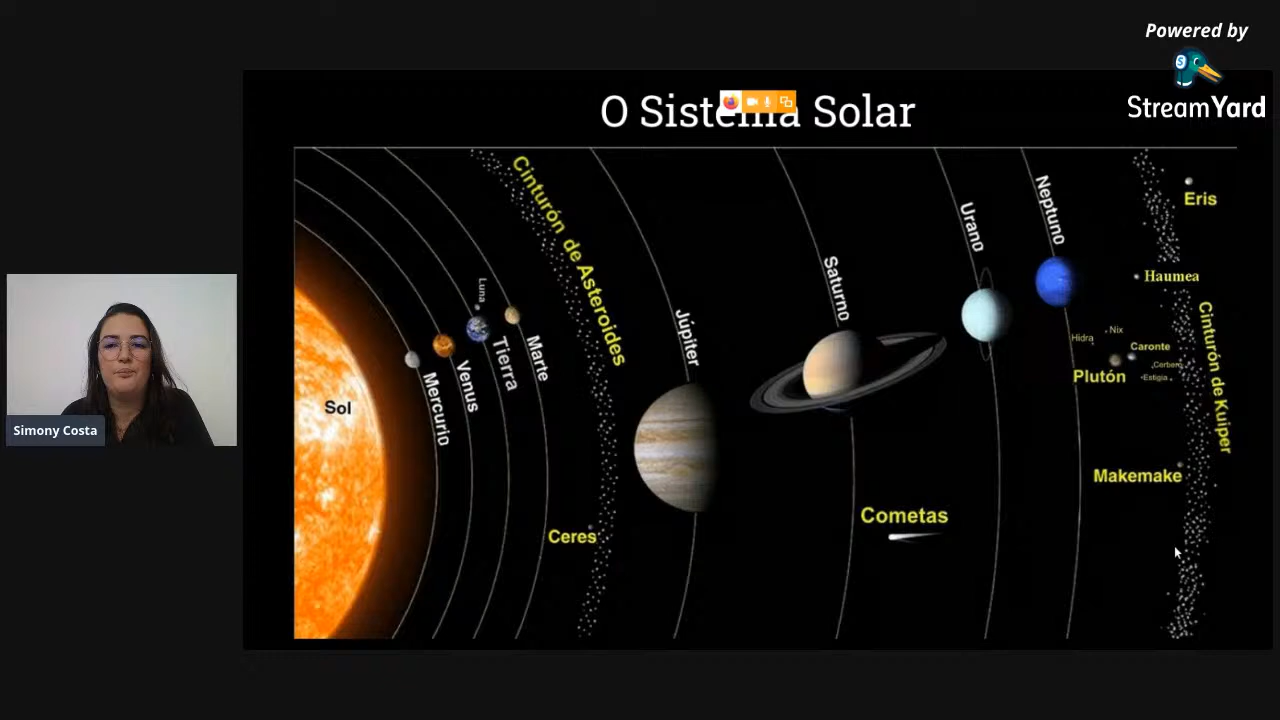 Powered by
StreamYard
O Sistema Solar
Cinturón de Asteroides
Eris
Neptuno
Urano
Saturno
Haumea
Luna
Júpiter
Cinturón de Kuiper
Nix
Hidra
Caronte
Cerbero
Plutón
Estigia
Marte
Tierra
Venus
Mercurio
Sol
Simony Costa
Makemake
Cometas
Ceres